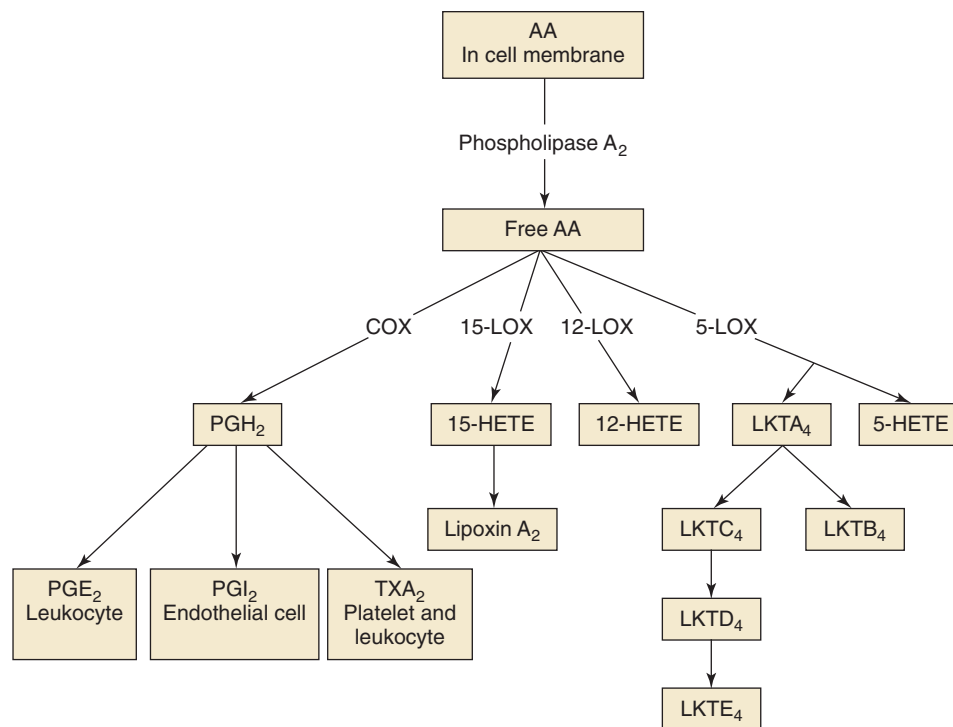 AA
In cell membrane
Phospholipase A₂
Free AA
COX
15-LOX
12-LOX
5-LOX
PGH₂
15-HETE
12-HETE
LKTA₄
5-HETE
Lipoxin A₂
LKTC₄
LKTB₄
PGE₂
Leukocyte
PGI₂
Endothelial cell
TXA₂
Platelet and
leukocyte
LKTD₄
LKTE₄